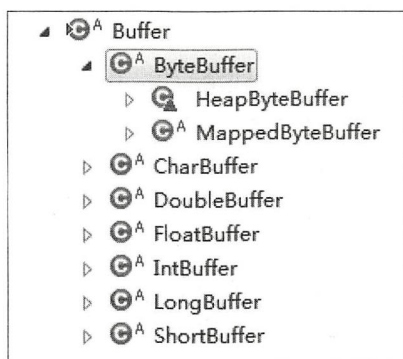 Buffer
ByteBuffer
HeapByteBuffer
MappedByteBuffer
CharBuffer
DoubleBuffer
FloatBuffer
IntBuffer
LongBuffer
ShortBuffer